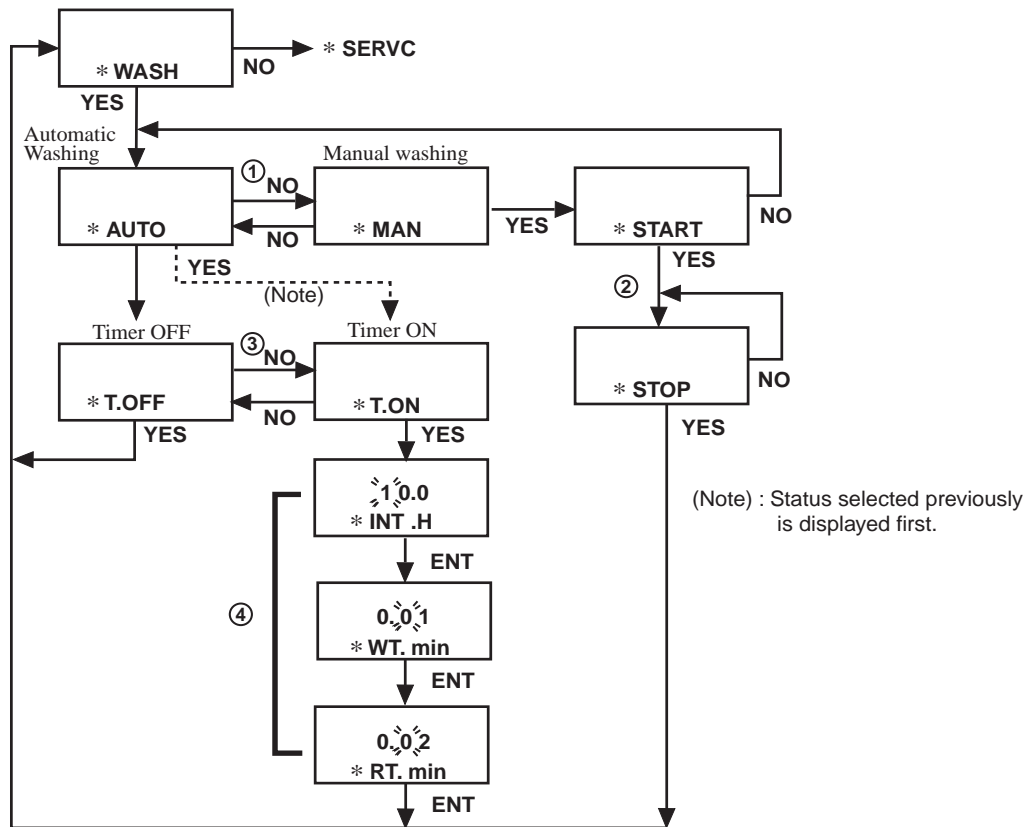 * WASH
NO
* SERVC
YES
Automatic
Washing
Manual washing
① NO
* AUTO
NO
* MAN
YES
* START
NO
YES
(Note)
YES
②
Timer OFF
Timer ON
③ NO
* T.OFF
NO
* T.ON
* STOP
NO
YES
YES
YES
10.0
* INT .H
(Note) : Status selected previously
is displayed first.
ENT
④
0.01
* WT. min
ENT
0.02
* RT. min
ENT